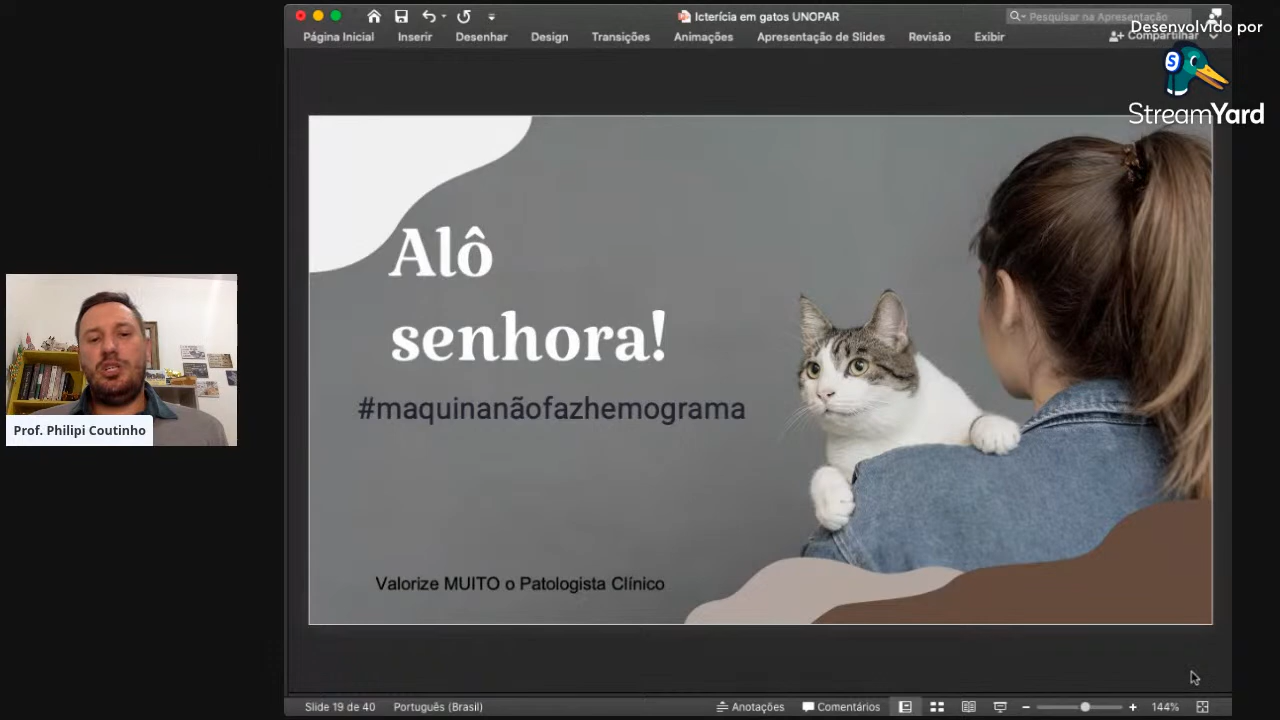 Ictericia em gatos UNOPAR
Pesquisar na Apresentação
Desenvolvido por
Página Inicial
Inserir
Desenhar
Design
Transições
Animações
Apresentação de Slides
Revisão
Exibir
Compartilhar
StreamYard
Alô
senhora!
#maquinanãofazhemograma
Prof. Philipi Coutinho
Valorize MUITO o Patologista Clínico
Slide 19 de 40
Português (Brasil)
Anotações
Comentários
144%